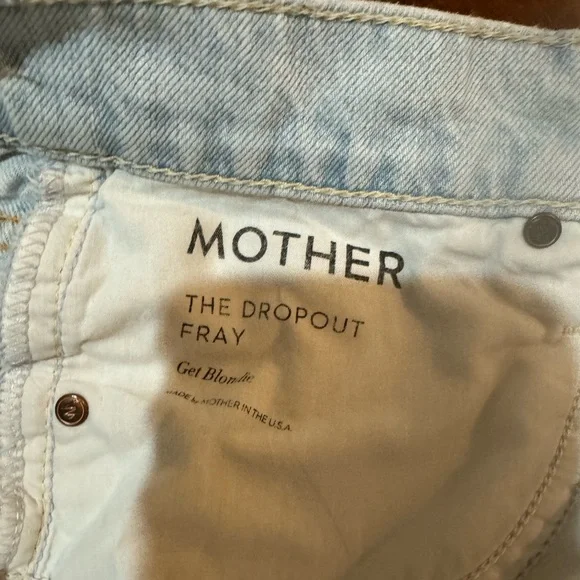 MOTHER
THE DROPOUT
FRAY
Get Blondie
MADE by MOTHER IN THE U.S.A.